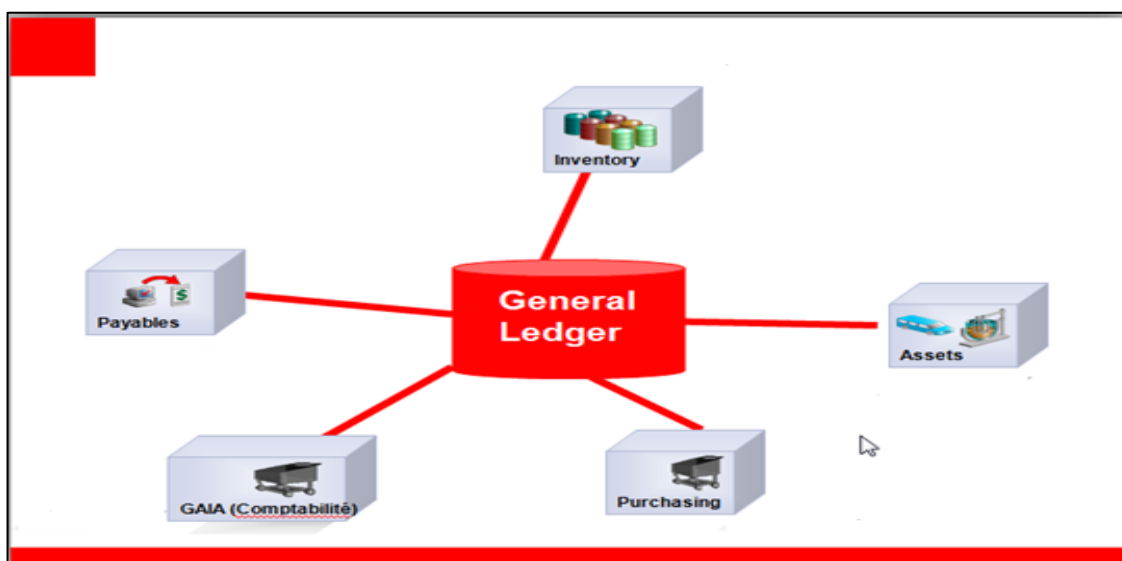 Inventory
General
Ledger
Payables
Assets
GAIA (Comptabilité)
Purchasing